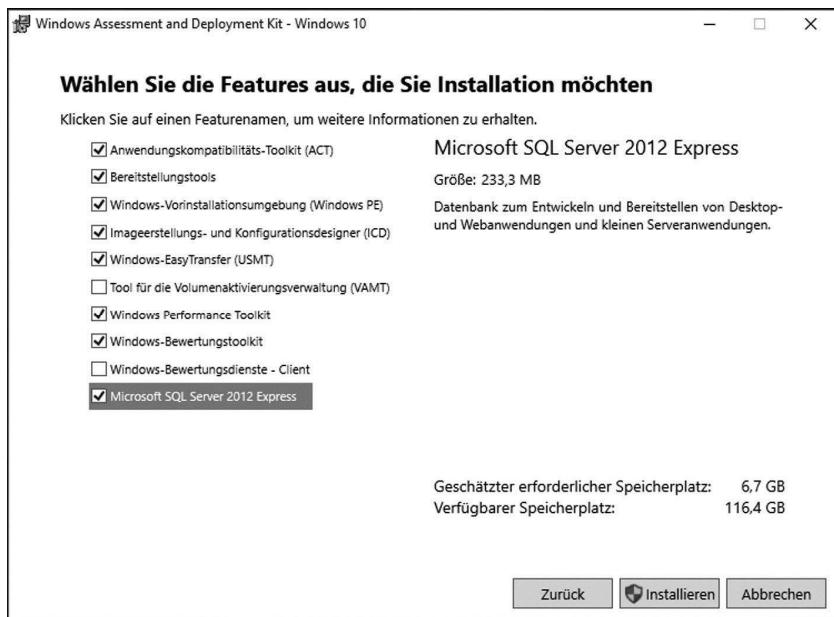 Windows Assessment and Deployment Kit - Windows 10
Wählen Sie die Features aus, die Sie Installation möchten
Klicken Sie auf einen Featurenamen, um weitere Informationen zu erhalten.
Anwendungskompatibilitäts-Toolkit (ACT)
Bereitstellungstools
Windows-Vorinstallationsumgebung (Windows PE)
Imageerstellungs- und Konfigurationsdesigner (ICD)
Windows-EasyTransfer (USMT)
Tool für die Volumenaktivierungsverwaltung (VAMT)
Windows Performance Toolkit
Windows-Bewertungstoolkit
Windows-Bewertungsdienste - Client
Microsoft SQL Server 2012 Express
Microsoft SQL Server 2012 Express
Größe: 233,3 MB
Datenbank zum Entwickeln und Bereitstellen von Desktop-
und Webanwendungen und kleinen Serveranwendungen.
Geschätzter erforderlicher Speicherplatz: 6,7 GB
Verfügbarer Speicherplatz: 116,4 GB
Zurück
Installieren
Abbrechen